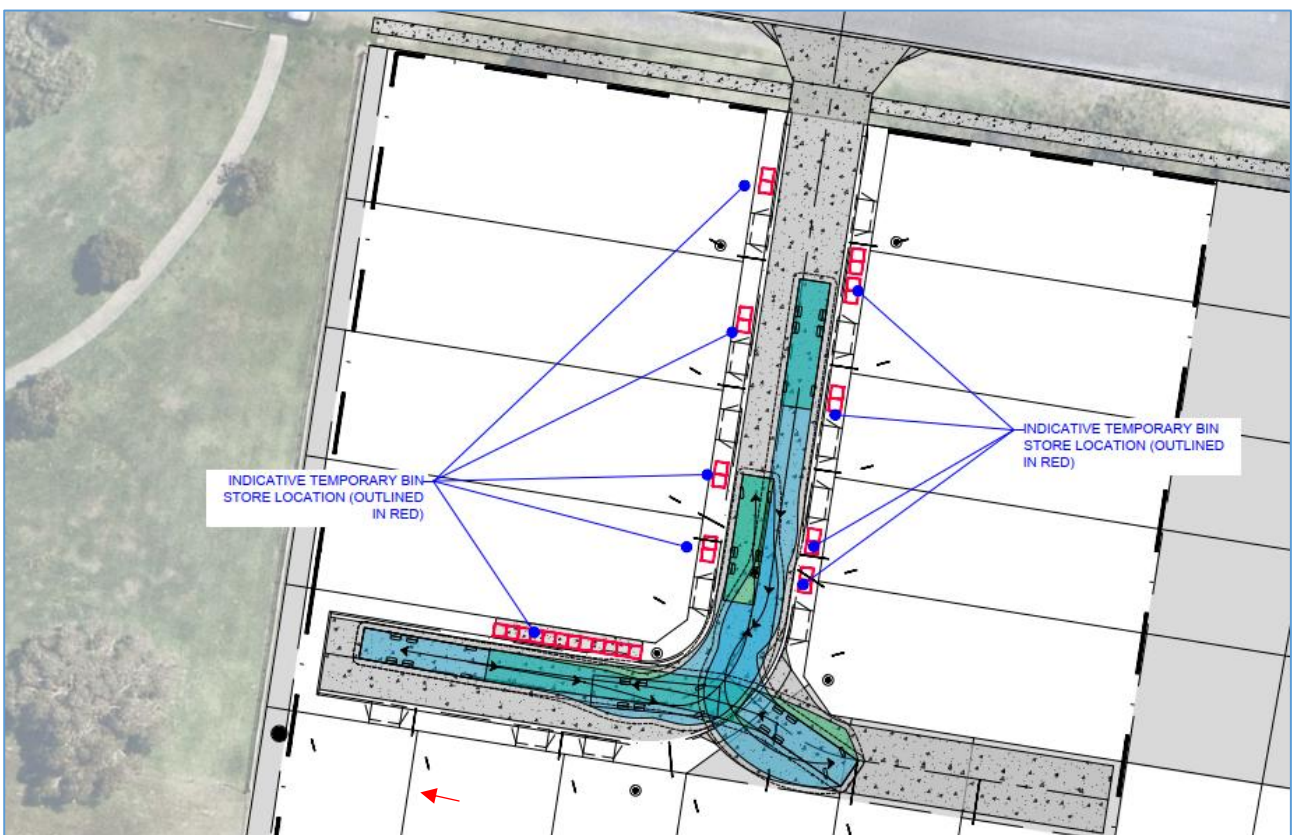 INDICATIVE TEMPORARY BIN
STORE LOCATION (OUTLINED
IN RED)
INDICATIVE TEMPORARY BIN
STORE LOCATION (OUTLINED
IN RED)